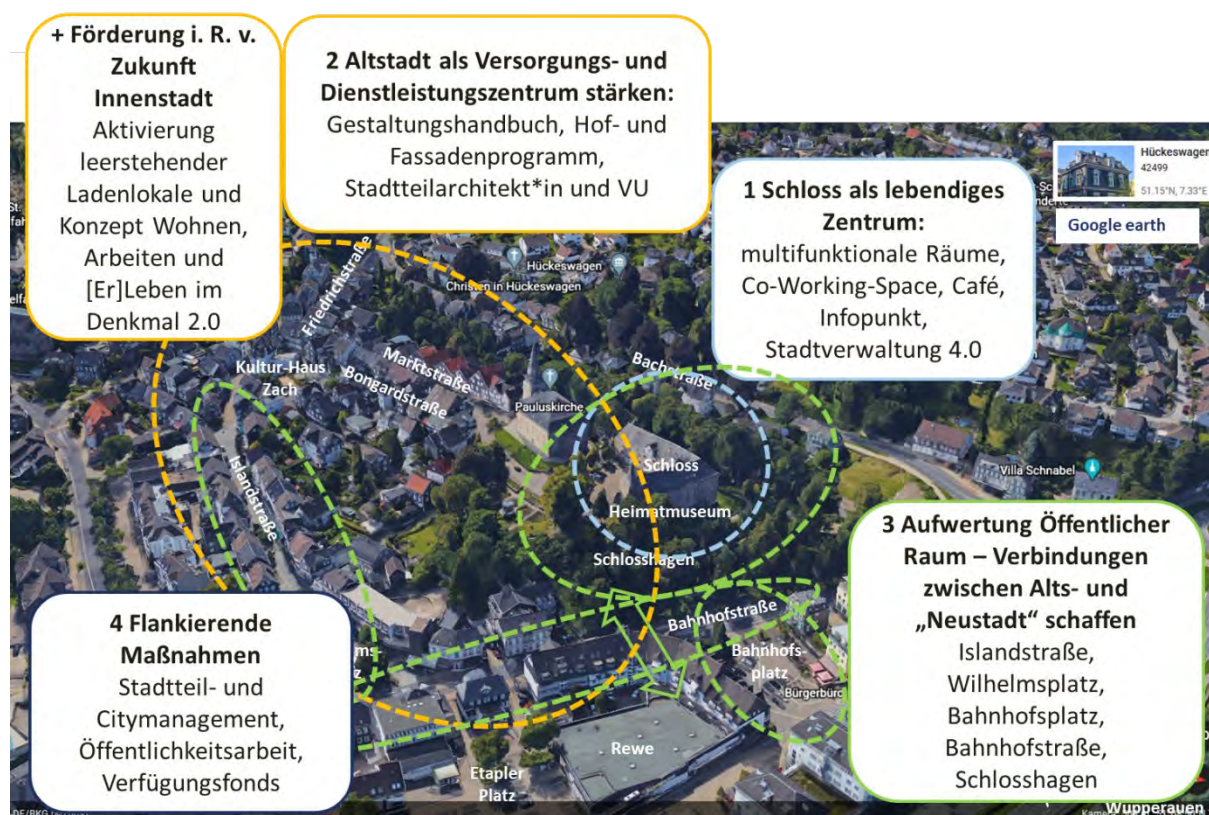 + Förderung i. R. v.
Zukunft
Innenstadt
Aktivierung
leerstehender
Ladenlokale und
Konzept Wohnen,
Arbeiten und
[Er]Leben im
Denkmal 2.0
2 Altstadt als Versorgungs- und
Dienstleistungszentrum stärken:
Gestaltungshandbuch, Hof- und
Fassadenprogramm,
Stadtteilarchitekt*in und VU
1 Schloss als lebendiges
Zentrum:
multifunktionale Räume,
Co-Working-Space, Café,
Infopunkt,
Stadtverwaltung 4.0
Hückeswagen
42499
51.15°N, 7.33°E
Google earth
Hückeswagen
Christen in Hückeswagen
Friedrichstraße
Kultur-Haus
Zach
Marktstraße
Bongardstraße
Pauluskirche
Bachstraße
Schloss
Heimatmuseum
Schlosshagen
Villa Schnabel
Islandstraße
3 Aufwertung Öffentlicher
Raum – Verbindungen
zwischen Alts- und
„Neustadt“ schaffen
Islandstraße,
Wilhelmsplatz,
Bahnhofsplatz,
Bahnhofstraße,
Schlosshagen
4 Flankierende
Maßnahmen
Stadtteil- und
Citymanagement,
Öffentlichkeitsarbeit,
Verfügungsfonds
Bahnhofstraße
Bahnhofs-
platz
Bürgerbüro
Rewe
Etapler
Platz
Wupperauen